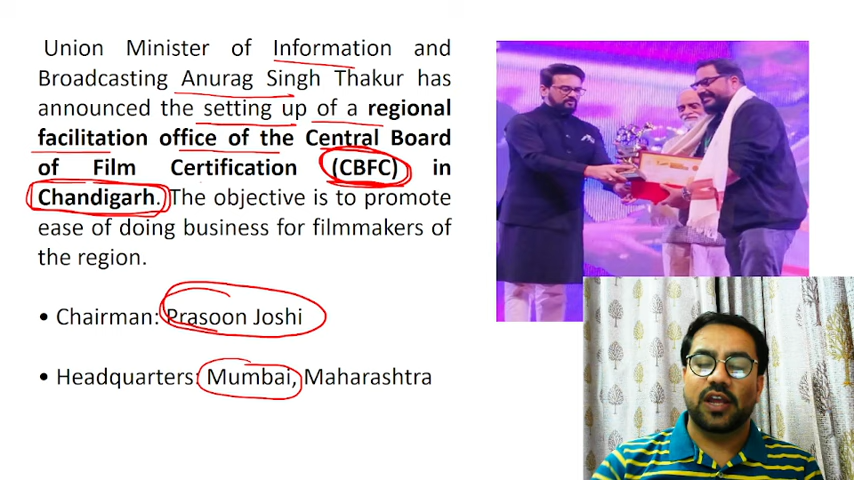 Union Minister of Information and
Broadcasting Anurag Singh Thakur has
announced the setting up of a regional
facilitation office of the Central Board
of Film Certification (CBFC) in
Chandigarh. The objective is to promote
ease of doing business for filmmakers of
the region.
• Chairman: Prasoon Joshi
• Headquarters: Mumbai, Maharashtra